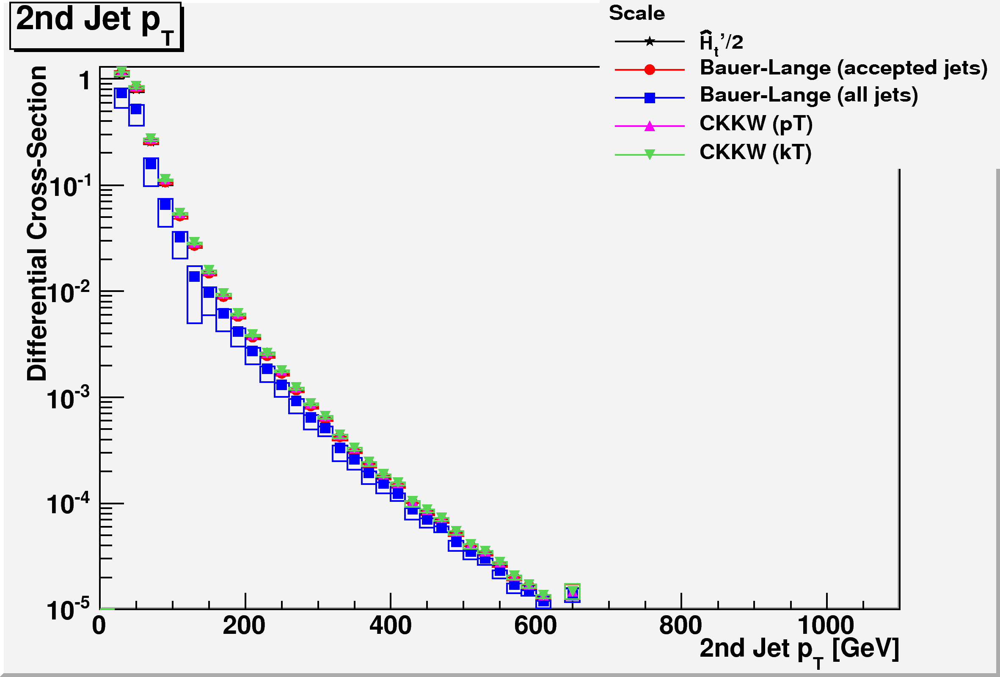 2nd Jet pT
Scale
Ĥt'/2
Bauer-Lange (accepted jets)
Bauer-Lange (all jets)
CKKW (pT)
CKKW (kT)
Differential Cross-Section
1
10-1
10-2
10-3
10-4
10-5
0 200 400 600 800 1000
2nd Jet pT [GeV]